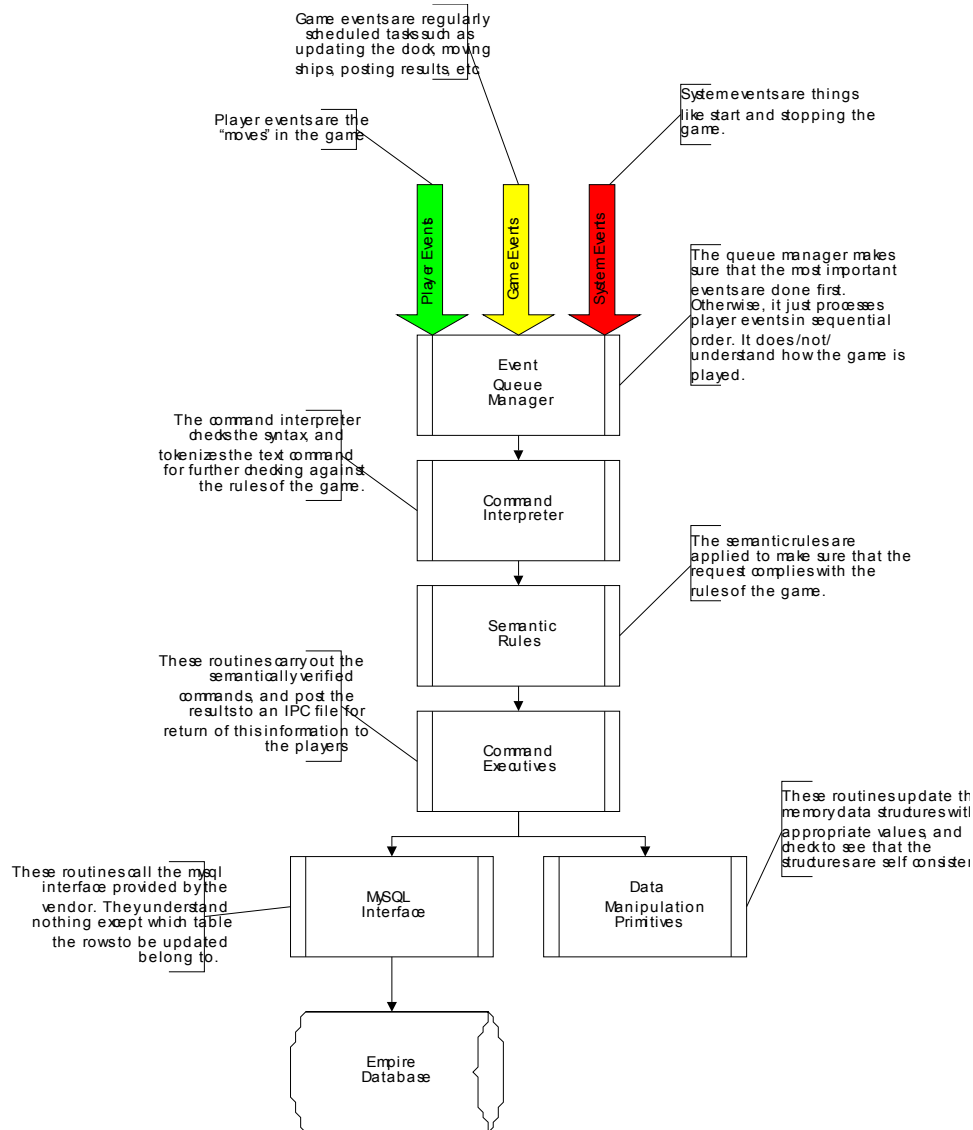 Game events are regularly
scheduled tasks such as
updating the clock, moving
ships, posting results, etc
Player events are the
"moves" in the game
System events are things
like start and stopping the
game.
Player Events
Game Events
System Events
The queue manager makes
sure that the most important
events are done first.
Otherwise, it just processes
player events in sequential
order. It does /not/
understand how the game is
played.
Event
Queue
Manager
The command interpreter
checks the syntax, and
tokenizes the text command
for further checking against
the rules of the game.
Command
Interpreter
The semantic rules are
applied to make sure that the
request complies with the
rules of the game.
Semantic
Rules
These routines carry out the
semantically verified
commands, and post the
results to an IPC file for
return of this information to
the players
Command
Executives
These routines update th
memory data structures with
appropriate values, and
check to see that the
structures are self consister
These routines call the mysql
interface provided by the
vendor. They understand
nothing except which table
the rows to be updated
belong to.
MySQL
Interface
Data
Manipulation
Primitives
Empire
Database